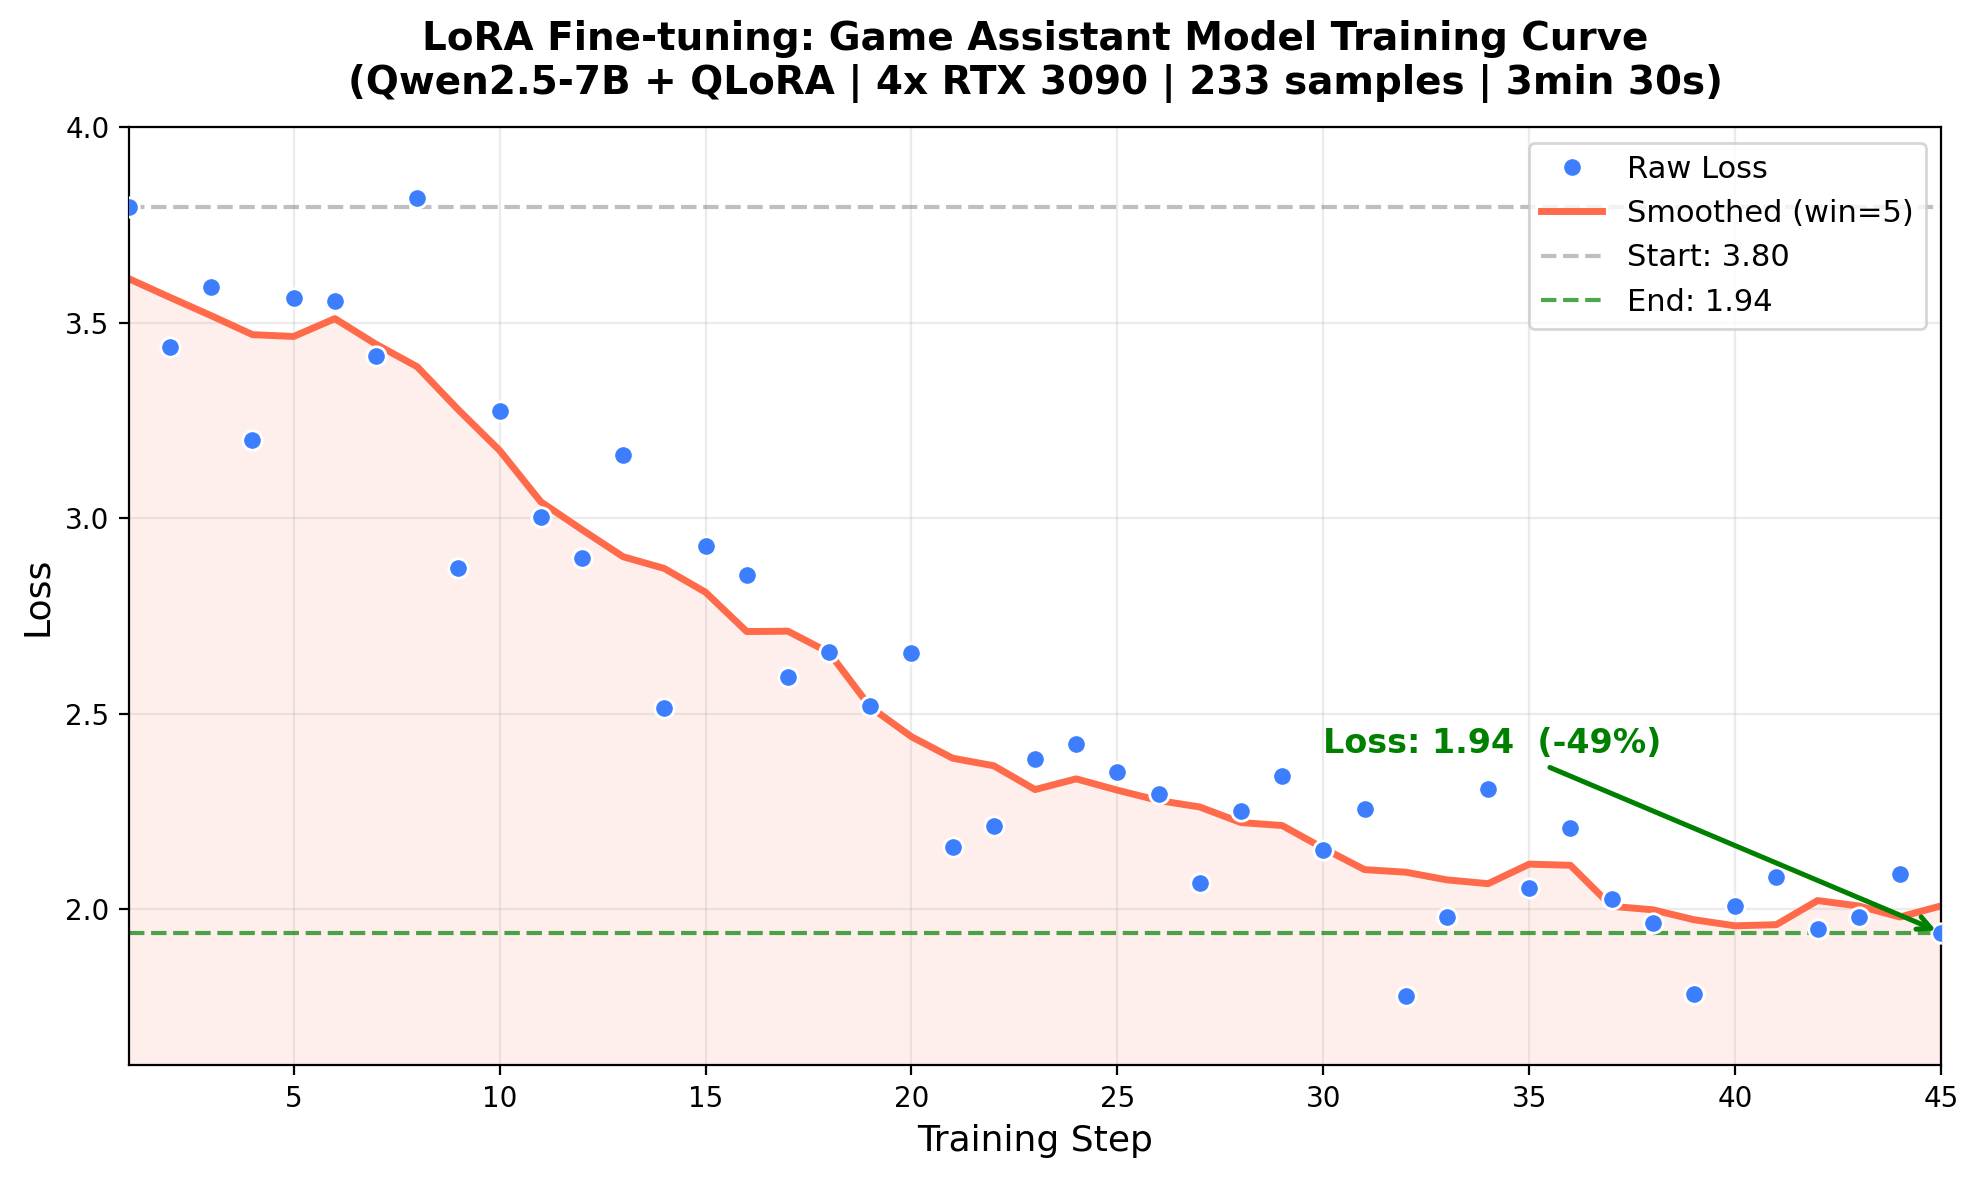 LoRA Fine-tuning: Game Assistant Model Training Curve
(Qwen2.5-7B + QLoRA | 4x RTX 3090 | 233 samples | 3min 30s)
Raw Loss
Smoothed (win=5)
Start: 3.80
End: 1.94
4.0
3.5
3.0
2.5
2.0
Loss
Loss: 1.94 (-49%)
5 10 15 20 25 30 35 40 45
Training Step